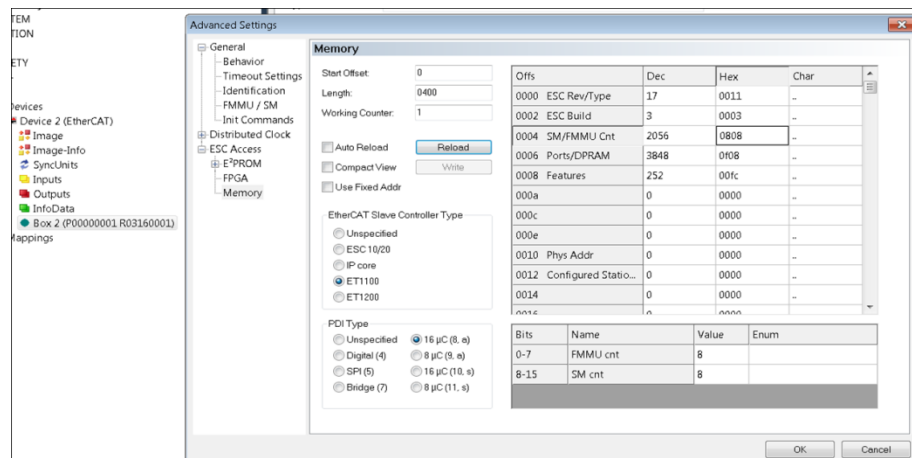 TEM
TION
ETY
Devices
Device 2 (EtherCAT)
Image
Image-Info
SyncUnits
Inputs
Outputs
InfoData
Box 2 (P00000001 R03160001)
Mappings
Advanced Settings
General
Behavior
Timeout Settings
Identification
FMMU / SM
Init Commands
Distributed Clock
ESC Access
E²PROM
FPGA
Memory
Memory
Start Offset: 0
Length: 0400
Working Counter: 1
Auto Reload Reload
Compact View Write
Use Fixed Addr
EtherCAT Slave Controller Type
Unspecified
ESC 10/20
IP core
ET1100
ET1200
PDI Type
Unspecified 16 µC (8, a)
Digital (4) 8 µC (9, a)
SPI (5) 16 µC (10, s)
Bridge (7) 8 µC (11, s)
Offs Dec Hex Char
0000 ESC Rev/Type 17 0011 ..
0002 ESC Build 3 0003 ..
0004 SM/FMMU Cnt 2056 0808 ..
0006 Ports/DPRAM 3848 0f08 ..
0008 Features 252 00fc ..
000a 0 0000 ..
000c 0 0000 ..
000e 0 0000 ..
0010 Phys Addr 0 0000 ..
0012 Configured Statio... 0 0000 ..
0014 0 0000 ..
0016 0 0000
Bits Name Value Enum
0-7 FMMU cnt 8
8-15 SM cnt 8
OK Cancel